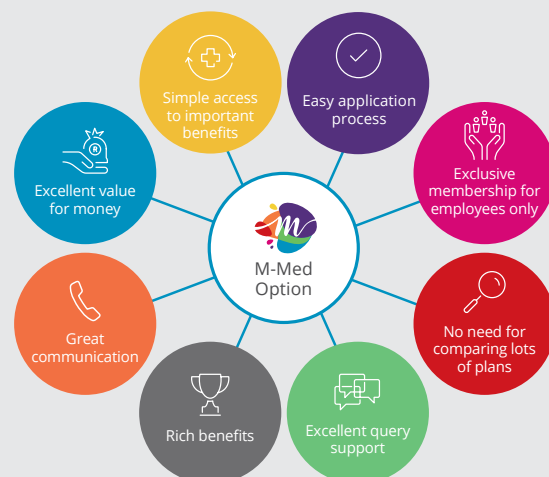 Simple access
to important
benefits
Easy application
process
Exclusive
membership for
employees only
No need for
comparing lots
of plans
Excellent query
support
Rich benefits
Great
communication
Excellent value
for money
R
m
M-Med
Option